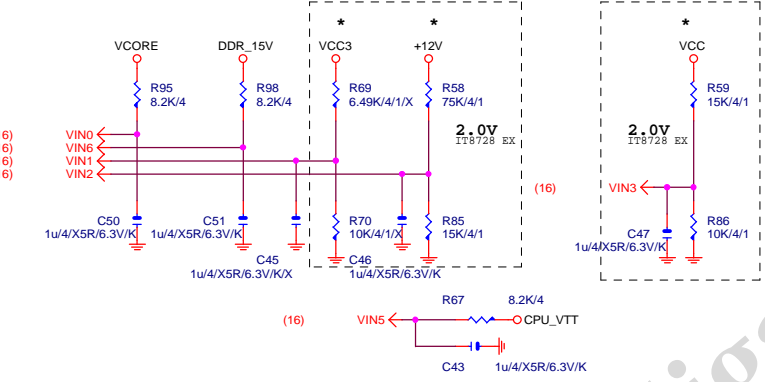 * * *
VCORE DDR_15V VCC3 +12V VCC
R95 R98 R69 R58 R59
8.2K/4 8.2K/4 6.49K/4/1/X 75K/4/1 15K/4/1
2.0V 2.0V
IT8728 EX IT8728 EX
6) VIN0
6) VIN6
6) VIN1
6) VIN2
(16) VIN3
C50 C51 R70 R85 R86
1u/4/X5R/6.3V/K 1u/4/X5R/6.3V/K 10K/4/1/X 15K/4/1 10K/4/1
C47
1u/4/X5R/6.3V/K
C45 C46
1u/4/X5R/6.3V/K/X 1u/4/X5R/6.3V/K
R67 8.2K/4
(16) VIN5 CPU_VTT
C43 1u/4/X5R/6.3V/K